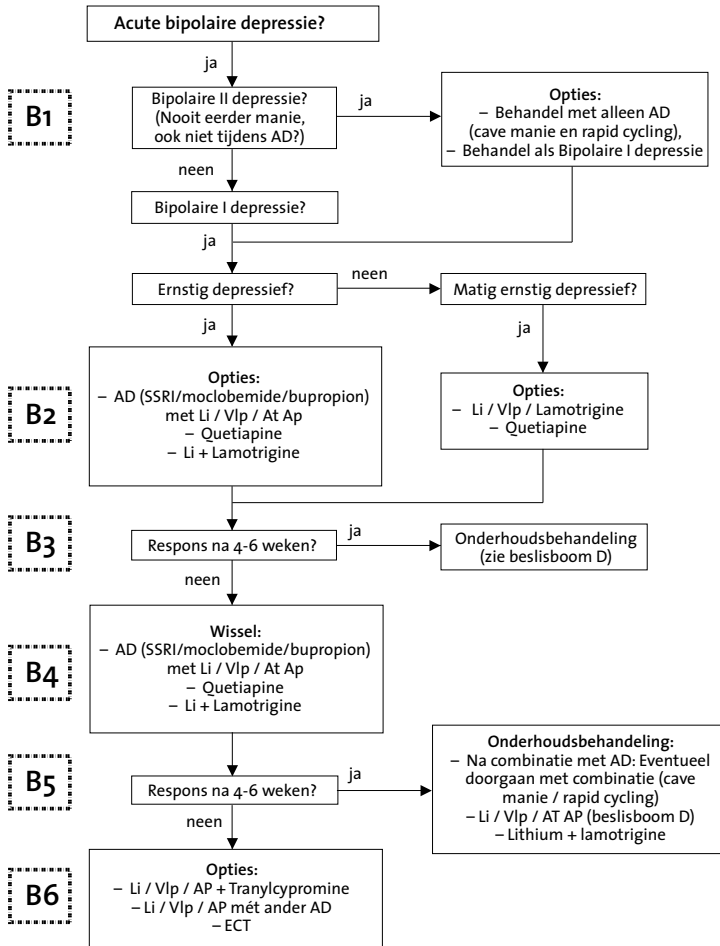 Acute bipolaire depressie?
ja
B1
Bipolaire II depressie?
(Nooit eerder manie,
ook niet tijdens AD?)
ja
Opties:
– Behandel met alleen AD
(cave manie en rapid cycling),
– Behandel als Bipolaire I depressie
neen
Bipolaire I depressie?
ja
Ernstig depressief?
neen
Matig ernstig depressief?
ja
ja
B2
Opties:
– AD (SSRI/moclobemide/bupropion)
met Li / Vlp / At Ap
– Quetiapine
– Li + Lamotrigine
Opties:
– Li / Vlp / Lamotrigine
– Quetiapine
B3
Respons na 4-6 weken?
ja
Onderhoudsbehandeling
(zie beslisboom D)
neen
B4
Wissel:
– AD (SSRI/moclobemide/bupropion)
met Li / Vlp / At Ap
– Quetiapine
– Li + Lamotrigine
B5
Respons na 4-6 weken?
ja
Onderhoudsbehandeling:
– Na combinatie met AD: Eventueel
doorgaan met combinatie (cave
manie / rapid cycling)
– Li / Vlp / AT AP (beslisboom D)
–Lithium + lamotrigine
neen
B6
Opties:
– Li / Vlp / AP + Tranylcypromine
–Li / Vlp / AP mét ander AD
–ECT